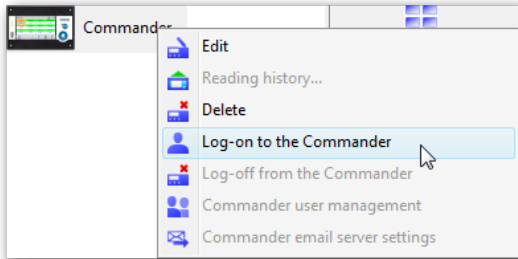 Commander
Edit
Reading history...
Delete
Log-on to the Commander
Log-off from the Commander
Commander user management
Commander email server settings